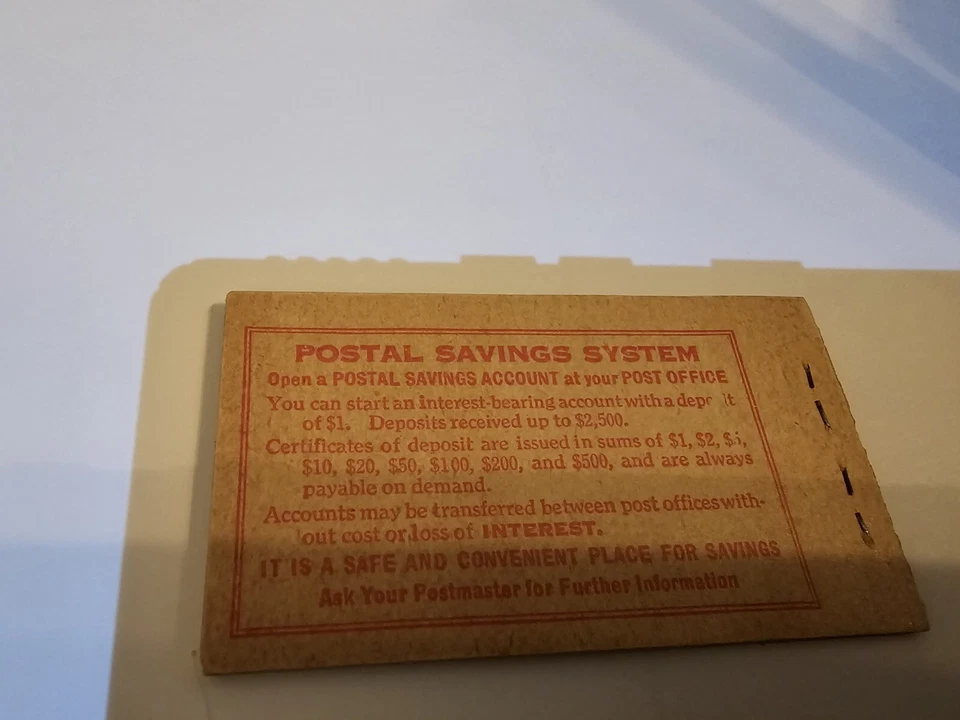 POSTAL SAVINGS SYSTEM
Open a POSTAL SAVINGS ACCOUNT at your POST OFFICE
You can start an interest-bearing account with a depo it
of $1. Deposits received up to $2,500.
Certificates of deposit are issued in sums of $1, $2, $5,
$10, $20, $50, $100, $200, and $500, and are always
payable on demand.
Accounts may be transferred between post offices with-
out cost or loss of INTEREST.
IT IS A SAFE AND CONVENIENT PLACE FOR SAVINGS
Ask Your Postmaster for Further Information